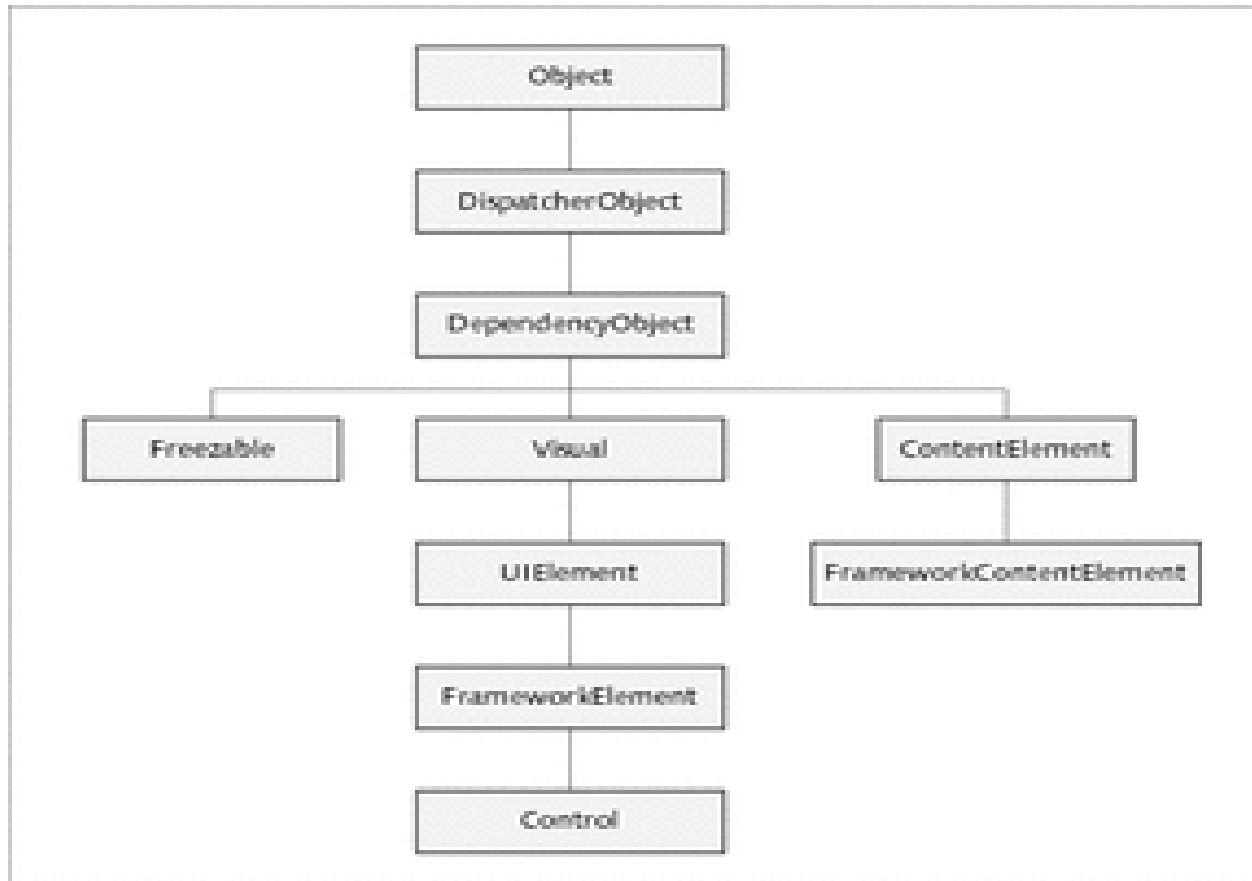 Object
DispatcherObject
DependencyObject
Freezable
Visual
ContentElement
UIElement
FrameworkContentElement
FrameworkElement
Control